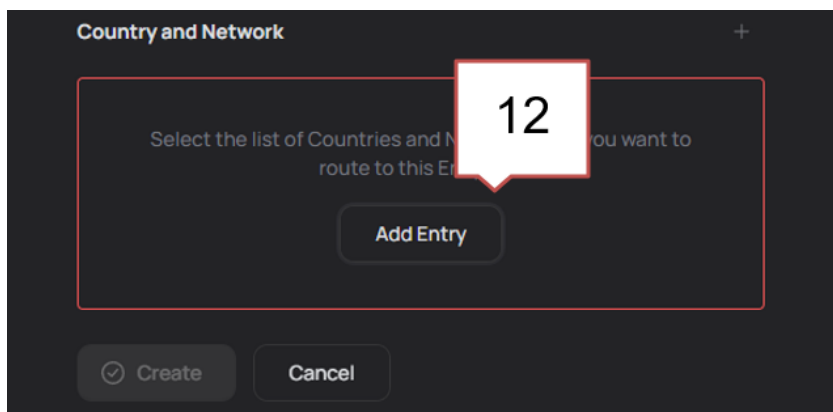 Country and Network
12
Select the list of Countries and you want to
route to this
Add Entry
Create
Cancel